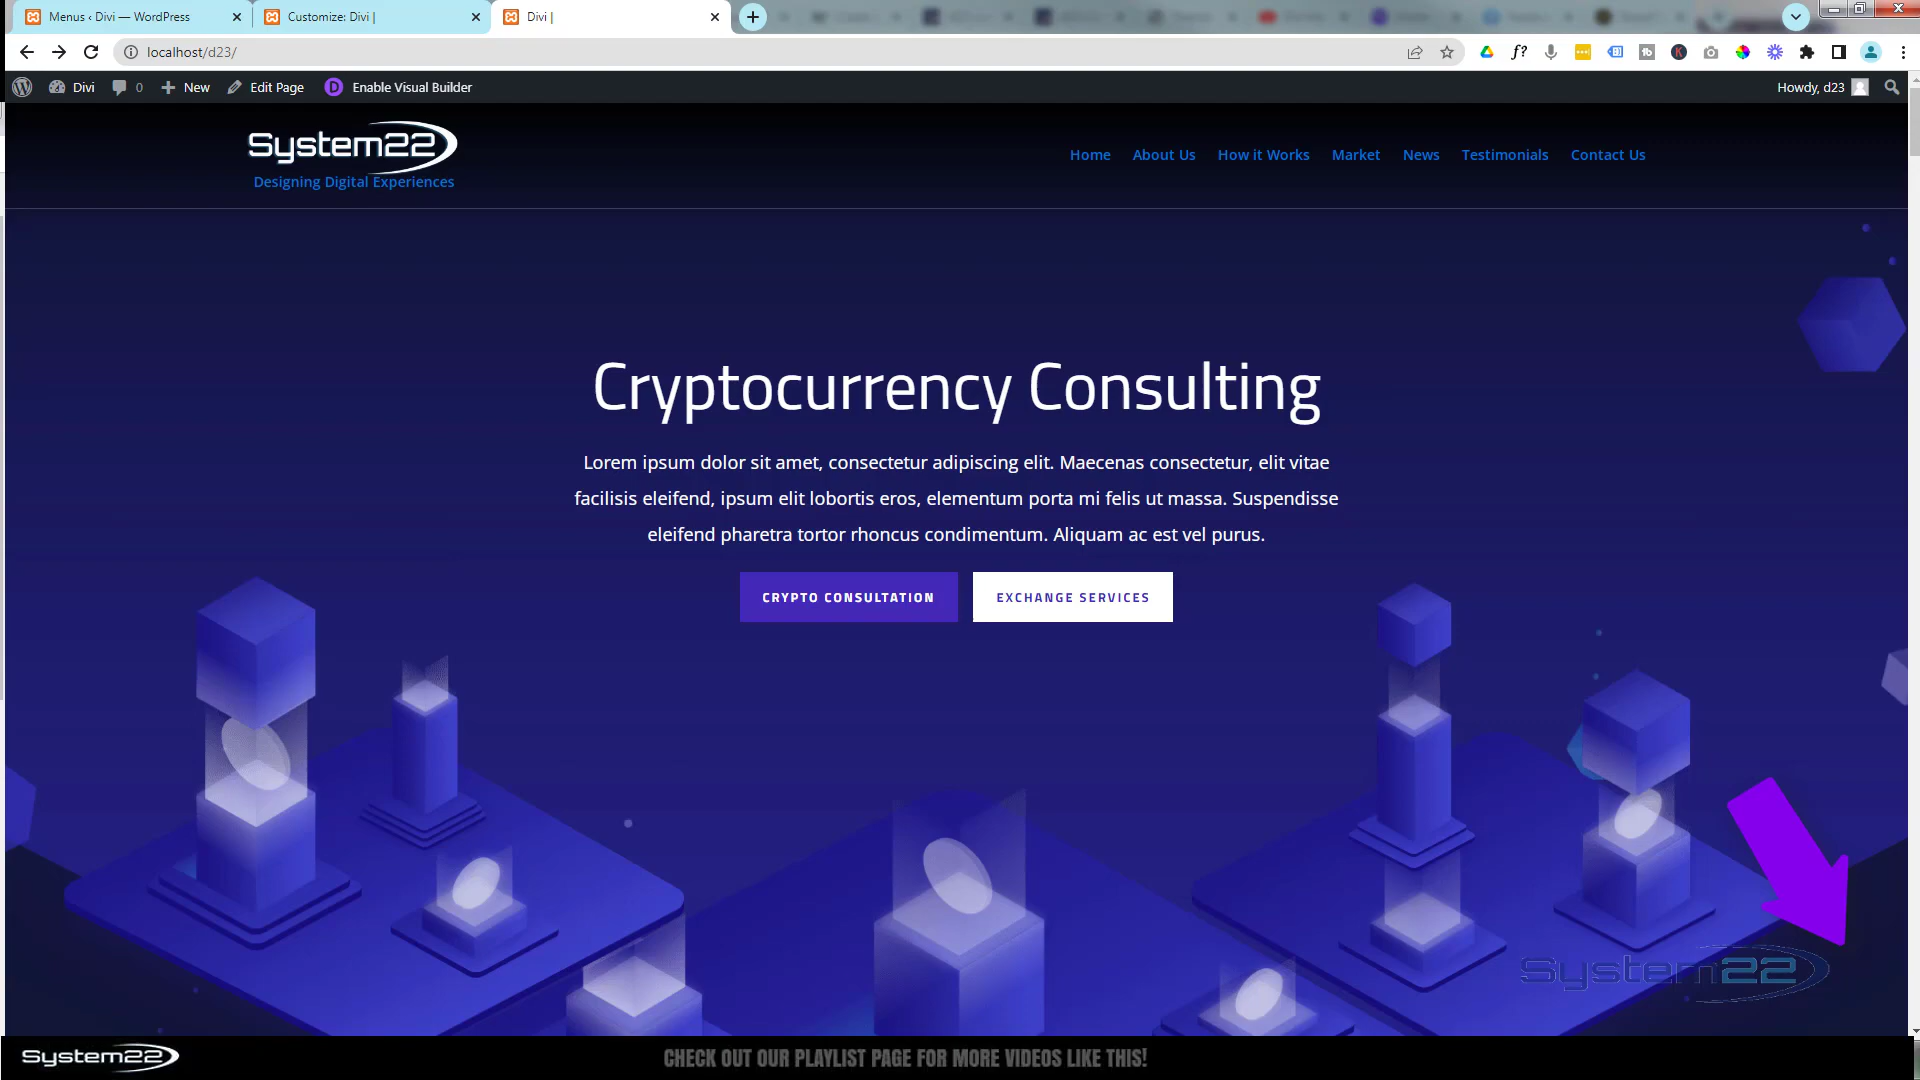 Menus ‹ Divi — WordPress
Customize: Divi |
Divi |
localhost/d23/
Divi
0
New
Edit Page
Enable Visual Builder
Howdy, d23
System22
Designing Digital Experiences
Home
About Us
How it Works
Market
News
Testimonials
Contact Us
Cryptocurrency Consulting
Lorem ipsum dolor sit amet, consectetur adipiscing elit. Maecenas consectetur, elit vitae
facilisis eleifend, ipsum elit lobortis eros, elementum porta mi felis ut massa. Suspendisse
eleifend pharetra tortor rhoncus condimentum. Aliquam ac est vel purus.
CRYPTO CONSULTATION
EXCHANGE SERVICES
System22
System22
CHECK OUT OUR PLAYLIST PAGE FOR MORE VIDEOS LIKE THIS!